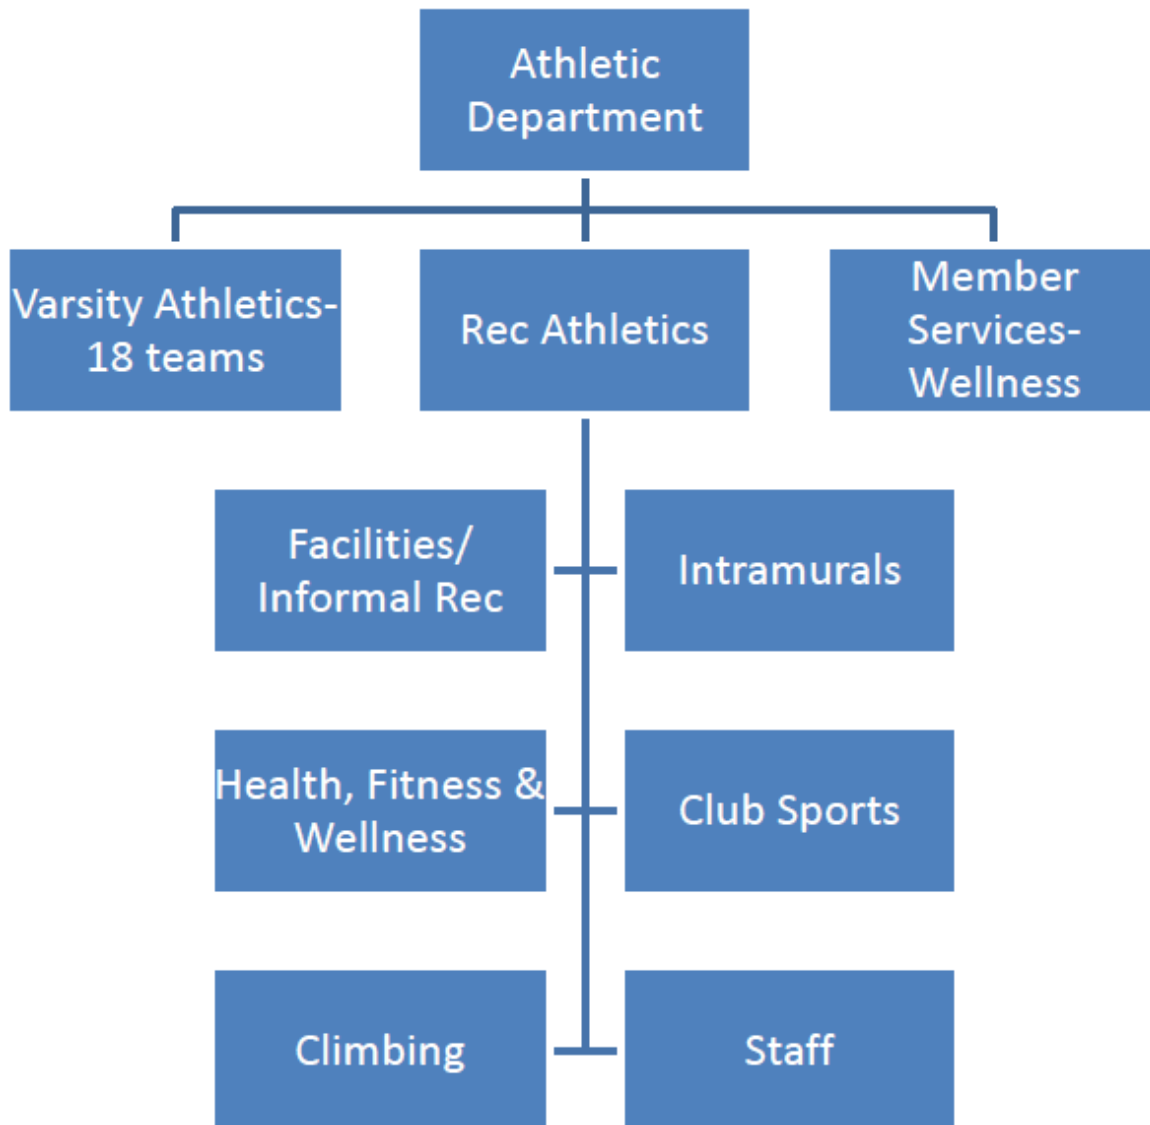 Athletic
Department
Varsity Athletics-
18 teams
Rec Athletics
Member
Services-
Wellness
Facilities/
Informal Rec
Intramurals
Health, Fitness &
Wellness
Club Sports
Climbing
Staff